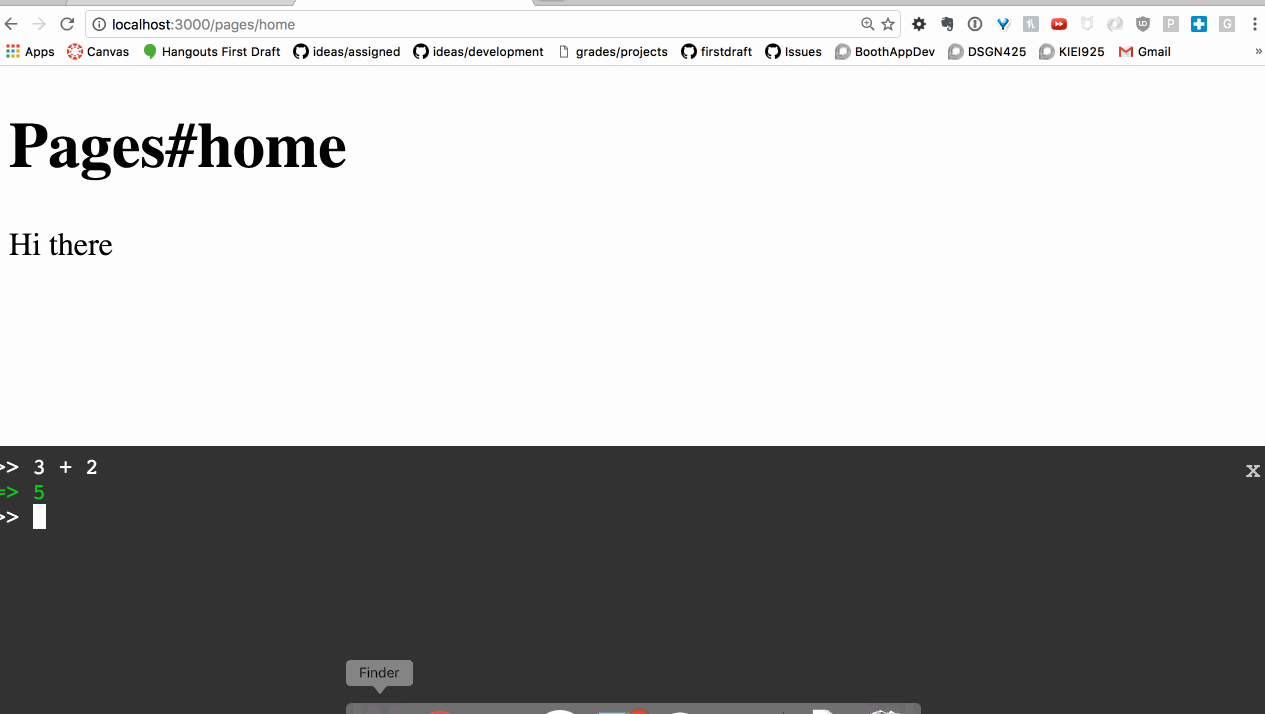 localhost:3000/pages/home
Apps Canvas Hangouts First Draft ideas/assigned ideas/development grades/projects firstdraft Issues BoothAppDev DSGN425 KIEI925 Gmail »
Pages#home
Hi there
>> 3 + 2
=> 5
>>
x
Finder